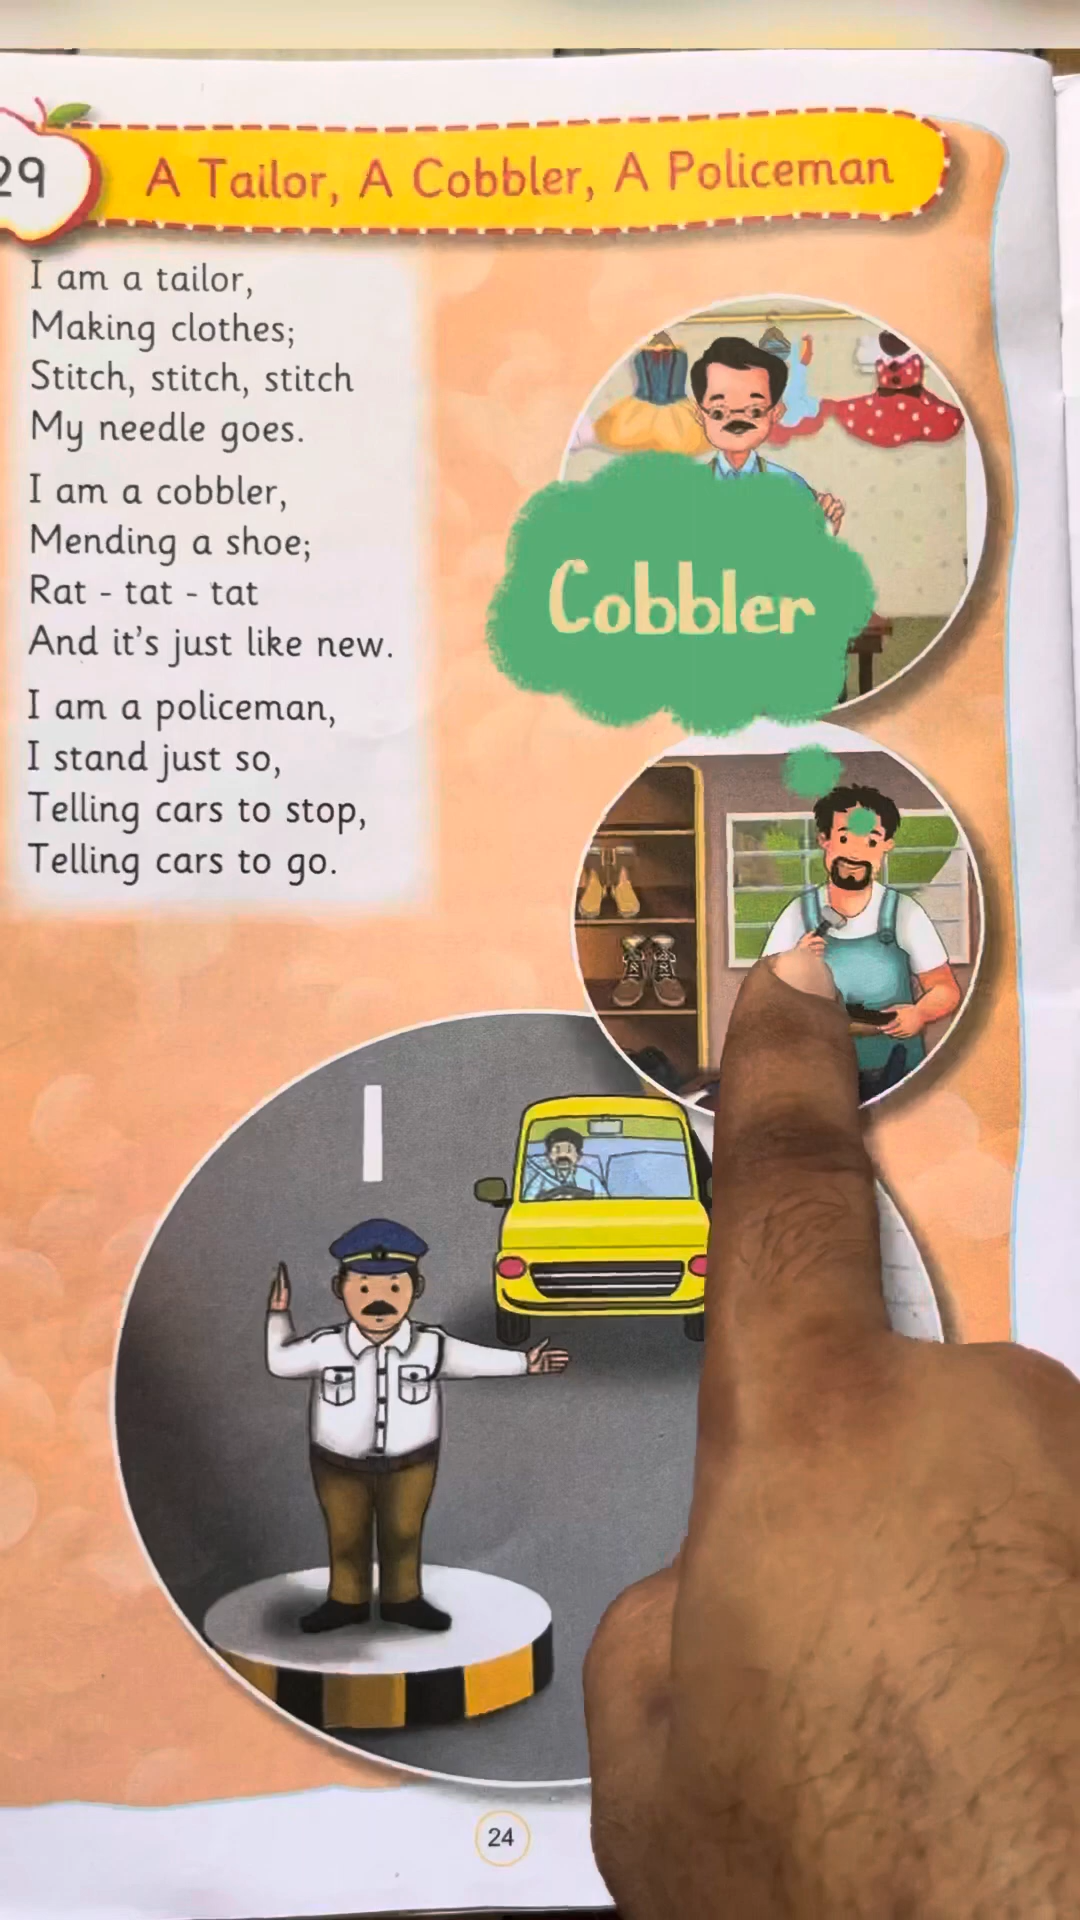 29
A Tailor, A Cobbler, A Policeman
I am a tailor,
Making clothes;
Stitch, stitch, stitch
My needle goes.
I am a cobbler,
Mending a shoe;
Rat - tat - tat
And it's just like new.
I am a policeman,
I stand just so,
Telling cars to stop,
Telling cars to go.
Cobbler
24